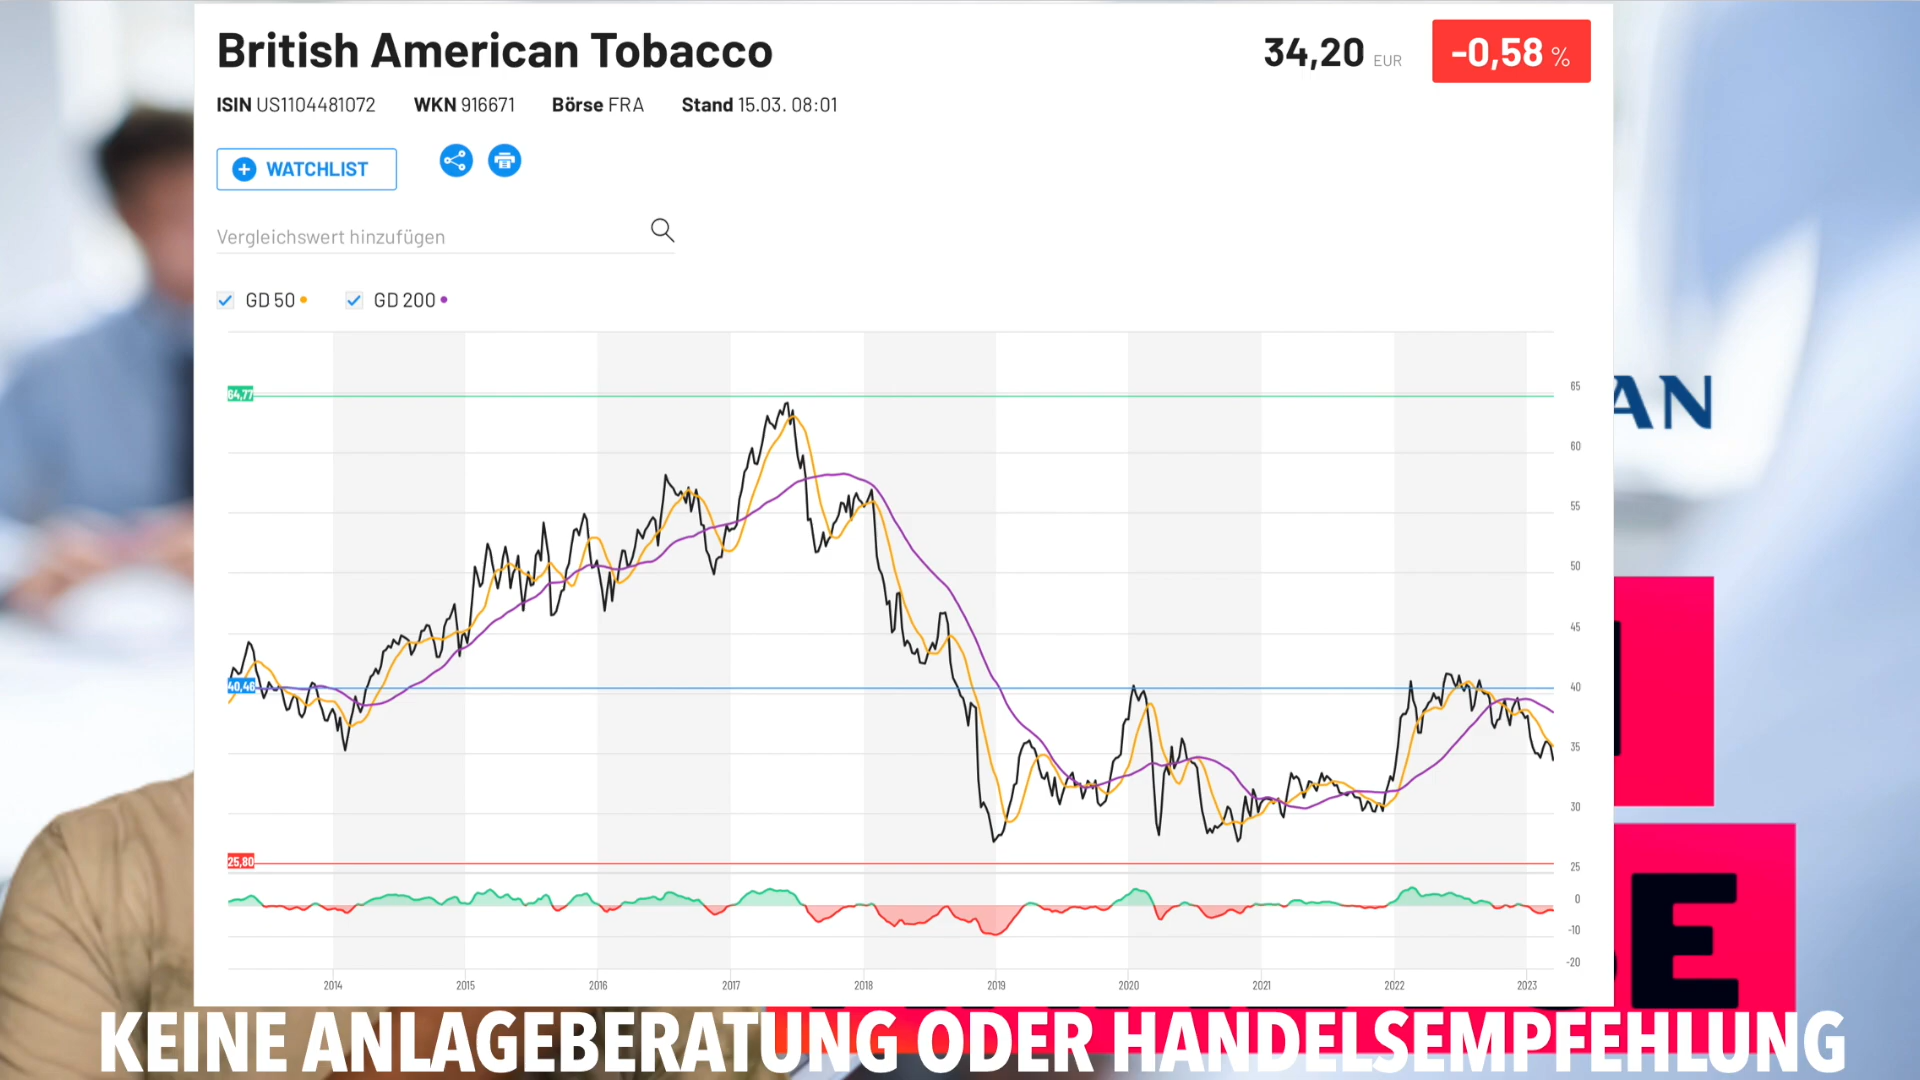 British American Tobacco
34,20 EUR
-0,58 %
ISIN US1104481072 WKN 916671 Börse FRA Stand 15.03. 08:01
WATCHLIST
Vergleichswert hinzufügen
GD 50 GD 200
64,77
65
60
55
50
45
40,46
40
35
30
25,80
25
0
-10
-20
2014 2015 2016 2017 2018 2019 2020 2021 2022 2023
AN
E
KEINE ANLAGEBERATUNG ODER HANDELSEMPFEHLUNG